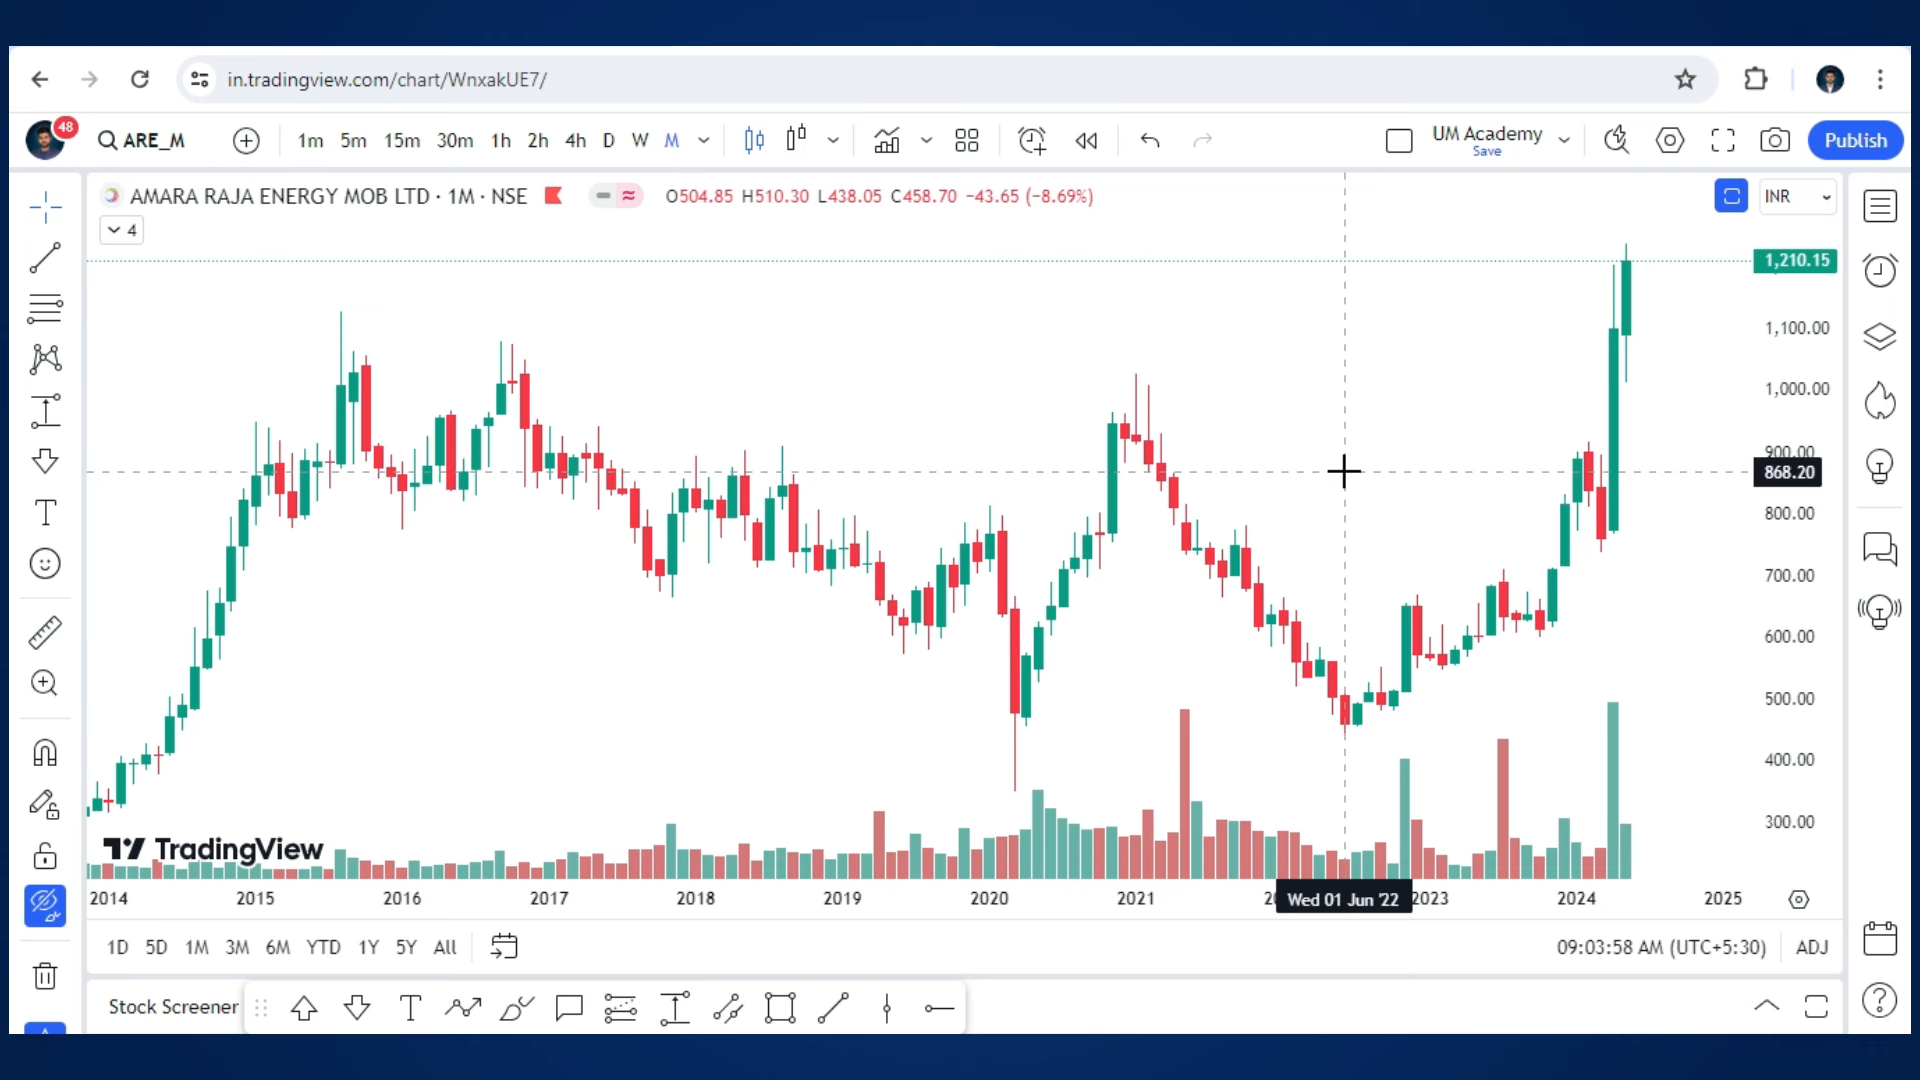 in.tradingview.com/chart/WnxakUE7/
48
ARE_M
1m 5m 15m 30m 1h 2h 4h D W M
UM Academy
Save
Publish
AMARA RAJA ENERGY MOB LTD · 1M · NSE
O504.85 H510.30 L438.05 C458.70 −43.65 (−8.69%)
INR
4
1,210.15
1,100.00
1,000.00
900.00
868.20
800.00
700.00
600.00
500.00
400.00
300.00
TradingView
2014 2015 2016 2017 2018 2019 2020 2021 Wed 01 Jun '22 2023 2024 2025
1D 5D 1M 3M 6M YTD 1Y 5Y All
09:03:58 AM (UTC+5:30) ADJ
Stock Screener